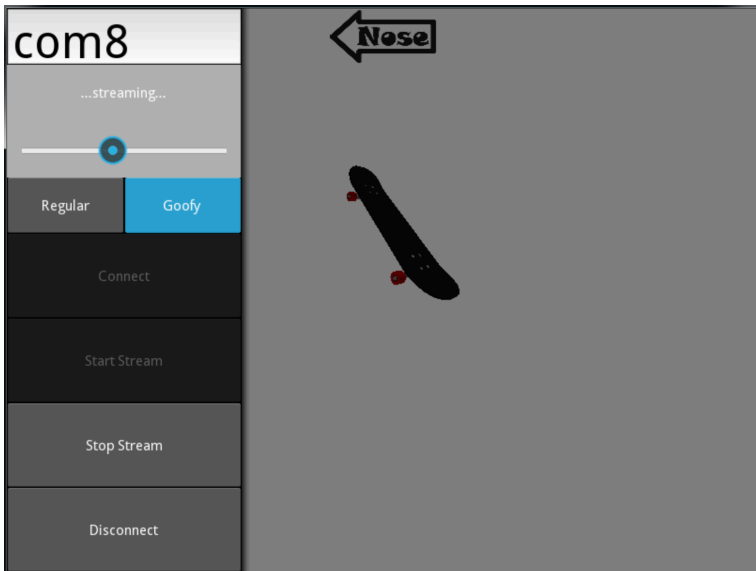 com8
...streaming...
Regular
Goofy
Connect
Start Stream
Stop Stream
Disconnect
Nose